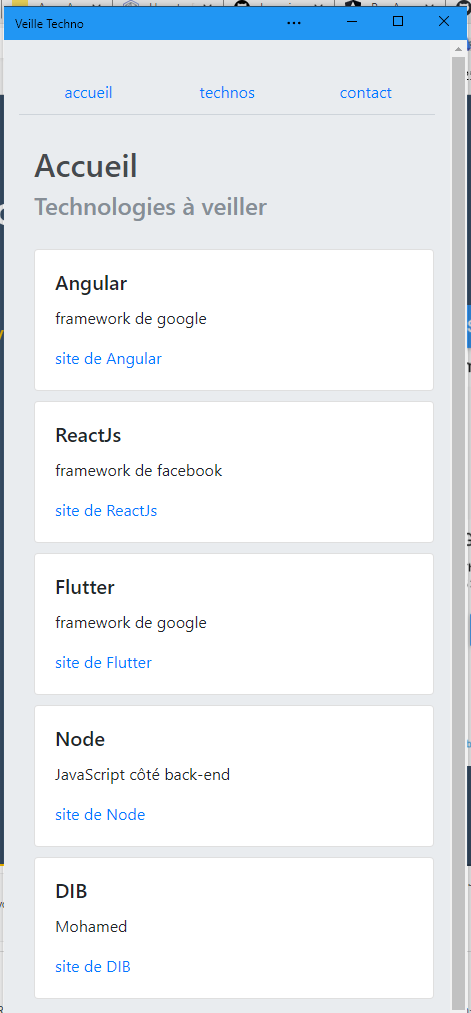 Veille Techno
accueil technos contact
Accueil
Technologies à veiller
Angular
framework de google
site de Angular
ReactJs
framework de facebook
site de ReactJs
Flutter
framework de google
site de Flutter
Node
JavaScript côté back-end
site de Node
DIB
Mohamed
site de DIB